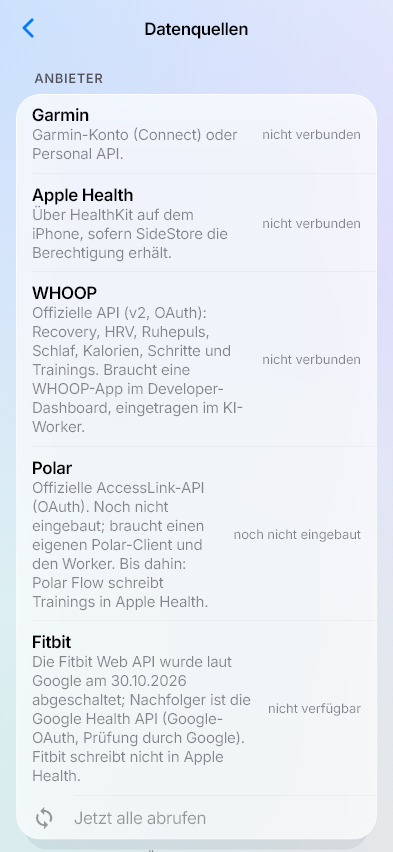 Datenquellen
ANBIETER
Garmin
Garmin-Konto (Connect) oder
Personal API.
nicht verbunden
Apple Health
Über HealthKit auf dem
iPhone, sofern SideStore die
Berechtigung erhält.
nicht verbunden
WHOOP
Offizielle API (v2, OAuth):
Recovery, HRV, Ruhepuls,
Schlaf, Kalorien, Schritte und
Trainings. Braucht eine
WHOOP-App im Developer-
Dashboard, eingetragen im KI-
Worker.
nicht verbunden
Polar
Offizielle AccessLink-API
(OAuth). Noch nicht
eingebaut; braucht einen
eigenen Polar-Client und
den Worker. Bis dahin:
Polar Flow schreibt
Trainings in Apple Health.
noch nicht eingebaut
Fitbit
Die Fitbit Web API wurde laut
Google am 30.10.2026
abgeschaltet; Nachfolger ist die
Google Health API (Google-
OAuth, Prüfung durch Google).
Fitbit schreibt nicht in Apple
Health.
nicht verfügbar
Jetzt alle abrufen